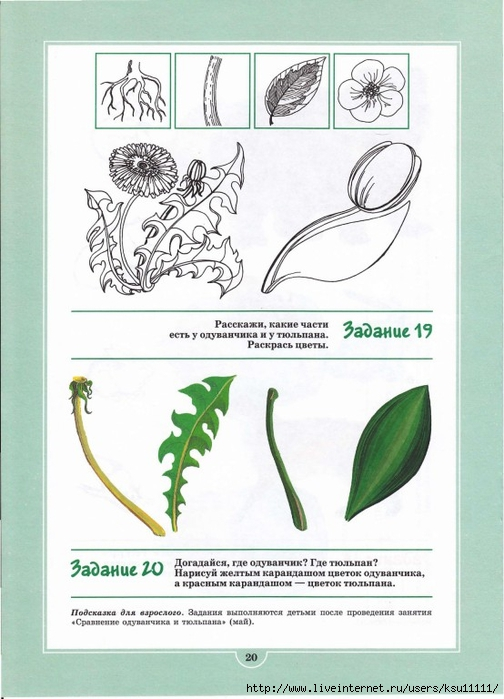 Расскажи, какие части
есть у одуванчика и у тюльпана.
Раскрась цветы.
Задание 19
Задание 20
Догадайся, где одуванчик? Где тюльпан?
Нарисуй желтым карандашом цветок одуванчика,
а красным карандашом — цветок тюльпана.
Подсказка для взрослого. Задания выполняются детьми после проведения занятия
«Сравнение одуванчика и тюльпана» (май).
20
http://www.liveinternet.ru/users/ksu11111/